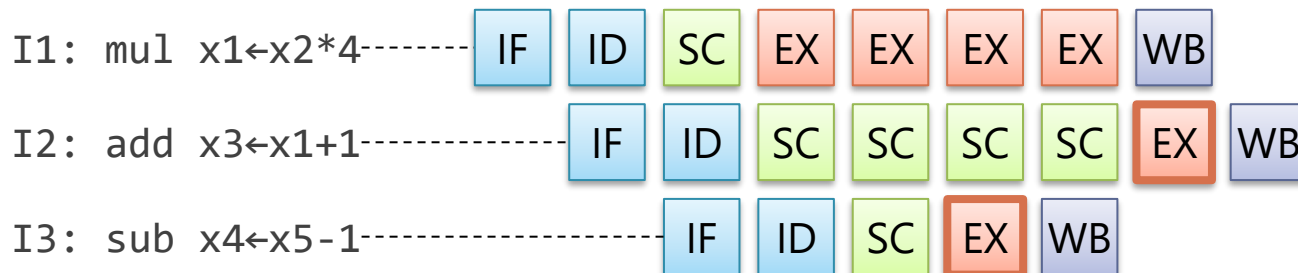 I1: mul x1←x2*4 IF ID SC EX EX EX EX WB
I2: add x3←x1+1 IF ID SC SC SC SC EX WB
I3: sub x4←x5-1 IF ID SC EX WB